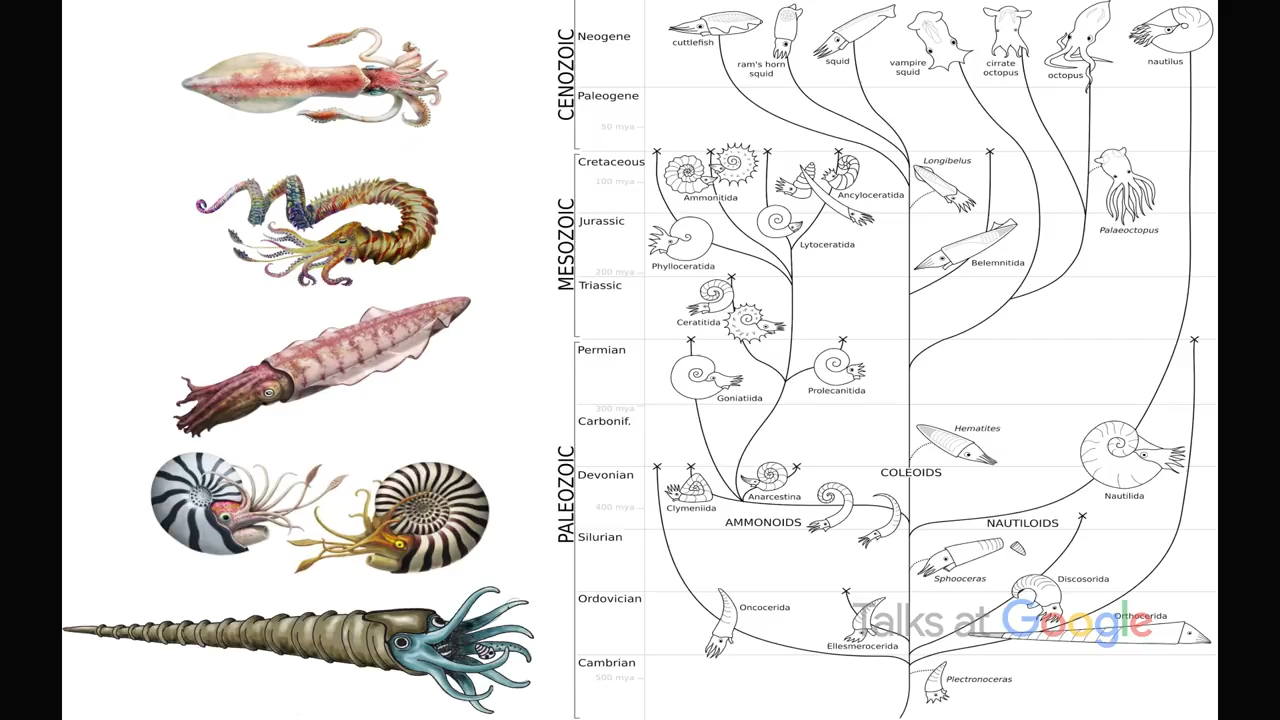 CENOZOIC
Neogene
Paleogene
50 mya
cuttlefish
ram's horn
squid
squid
vampire
squid
cirrate
octopus
octopus
nautilus
MESOZOIC
Cretaceous
100 mya
Jurassic
200 mya
Triassic
Ammonitida
Ancyloceratida
Longibelus
Palaeoctopus
Phylloceratida
Lytoceratida
Belemnitida
Ceratitida
PALEOZOIC
Permian
300 mya
Carbonif.
Devonian
400 mya
Silurian
Ordovician
Cambrian
500 mya
Goniatiida
Prolecanitida
Hematites
COLEOIDS
Clymeniida
Anarcestina
Nautilida
AMMONOIDS
NAUTILOIDS
Sphooceras
Discosorida
Oncocerida
Orthocerida
Ellesmerocerida
Plectronoceras
Talks at Google